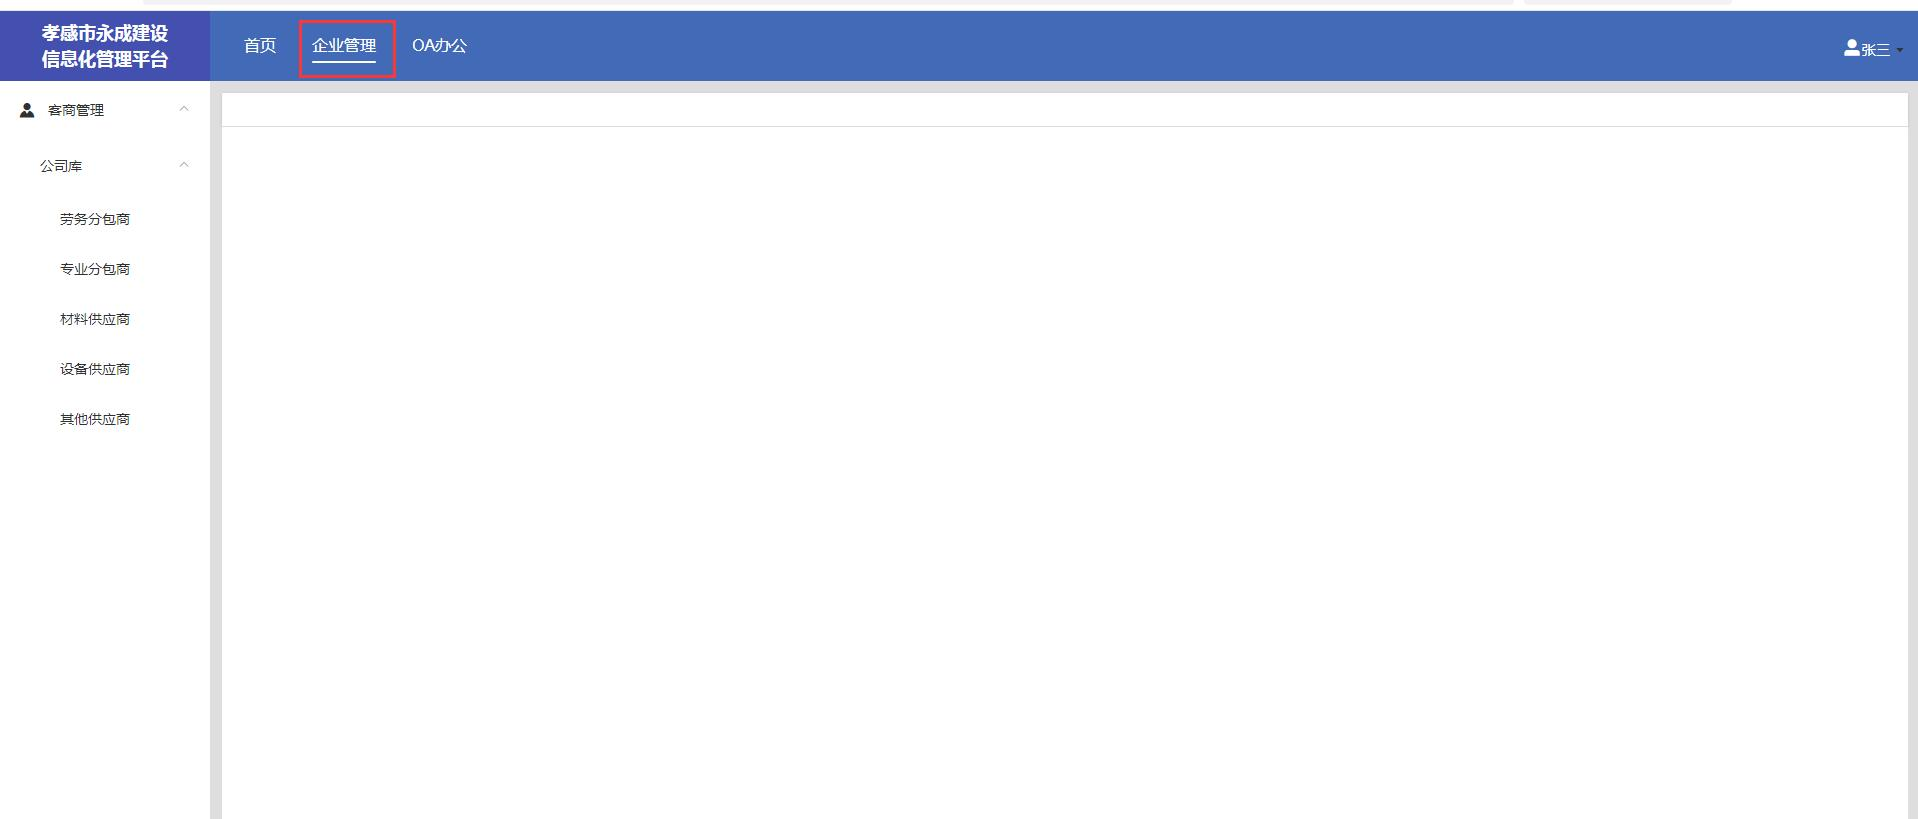 孝感市永成建设
信息化管理平台
首页
企业管理
OA办公
张三
客商管理
公司库
劳务分包商
专业分包商
材料供应商
设备供应商
其他供应商